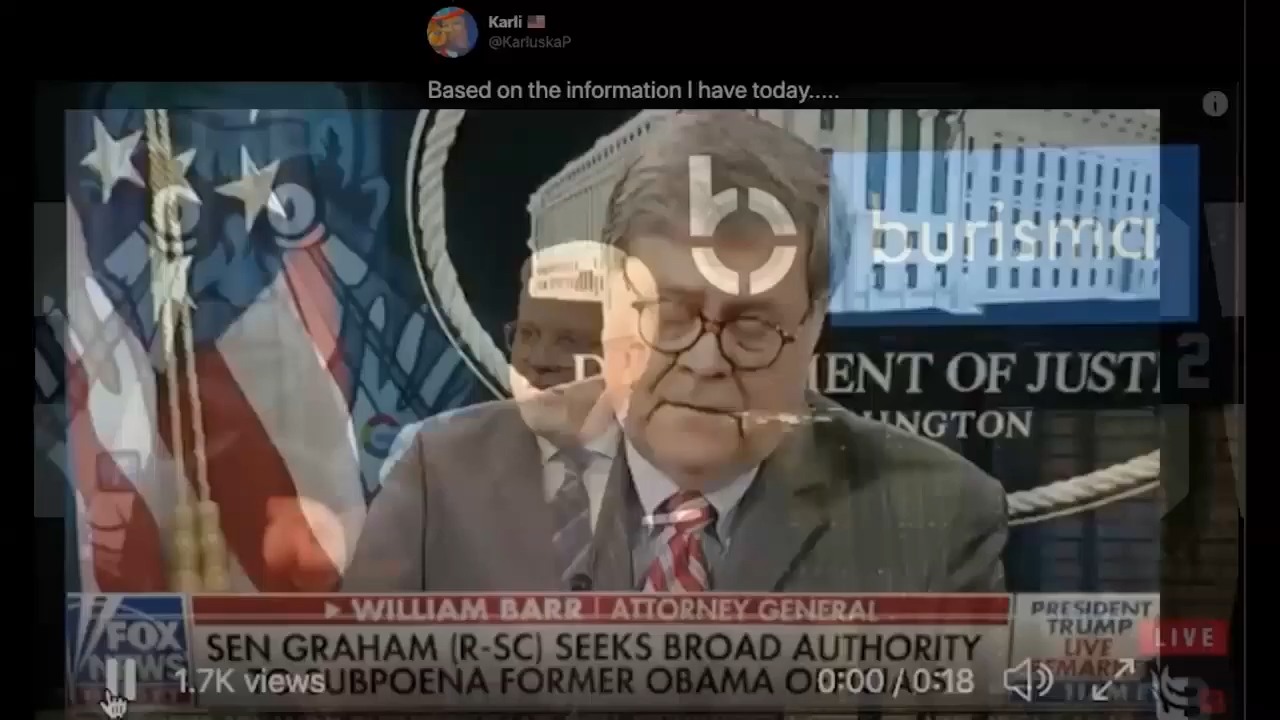 Karli
@KarluskaP
Based on the information I have today.....
burisma
MENT OF JUSTI
NGTON
WILLIAM BARR | ATTORNEY GENERAL
FOX
NEWS
SEN GRAHAM (R-SC) SEEKS BROAD AUTHORITY
SUBPOENA FORMER OBAMA
PRESIDENT
TRUMP
LIVE
LIVE
1.7K views
0:00 / 0:18
2